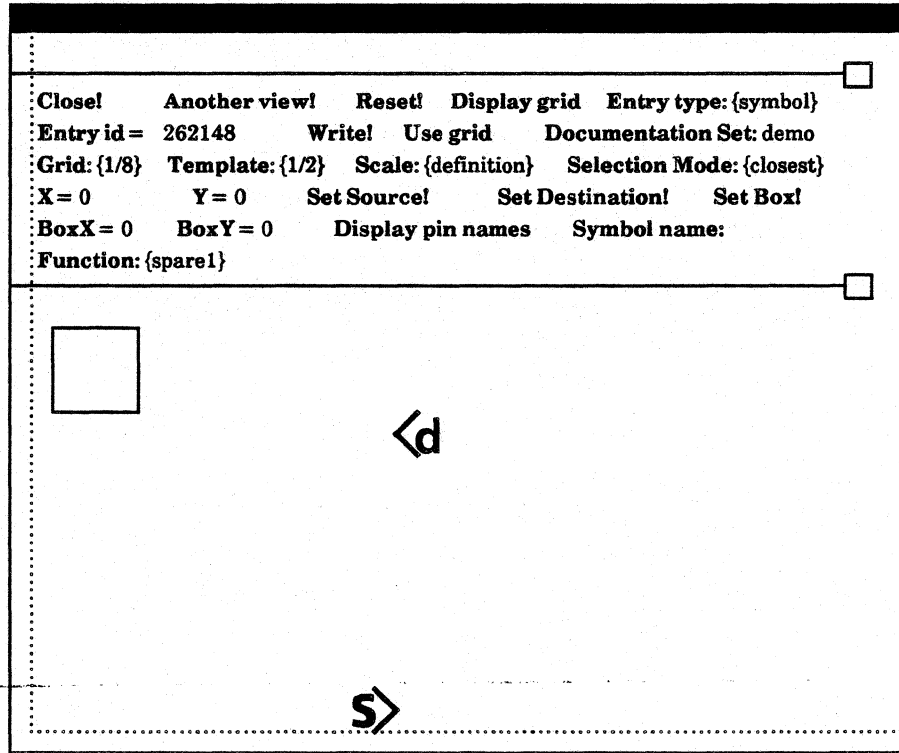 Close! Another view! Reset! Display grid Entry type: {symbol}
Entry id = 262148 Write! Use grid Documentation Set: demo
Grid: {1/8} Template: {1/2} Scale: {definition} Selection Mode: {closest}
X = 0 Y = 0 Set Source! Set Destination! Set Box!
BoxX = 0 BoxY = 0 Display pin names Symbol name:
Function: {spare1}
<d
S>